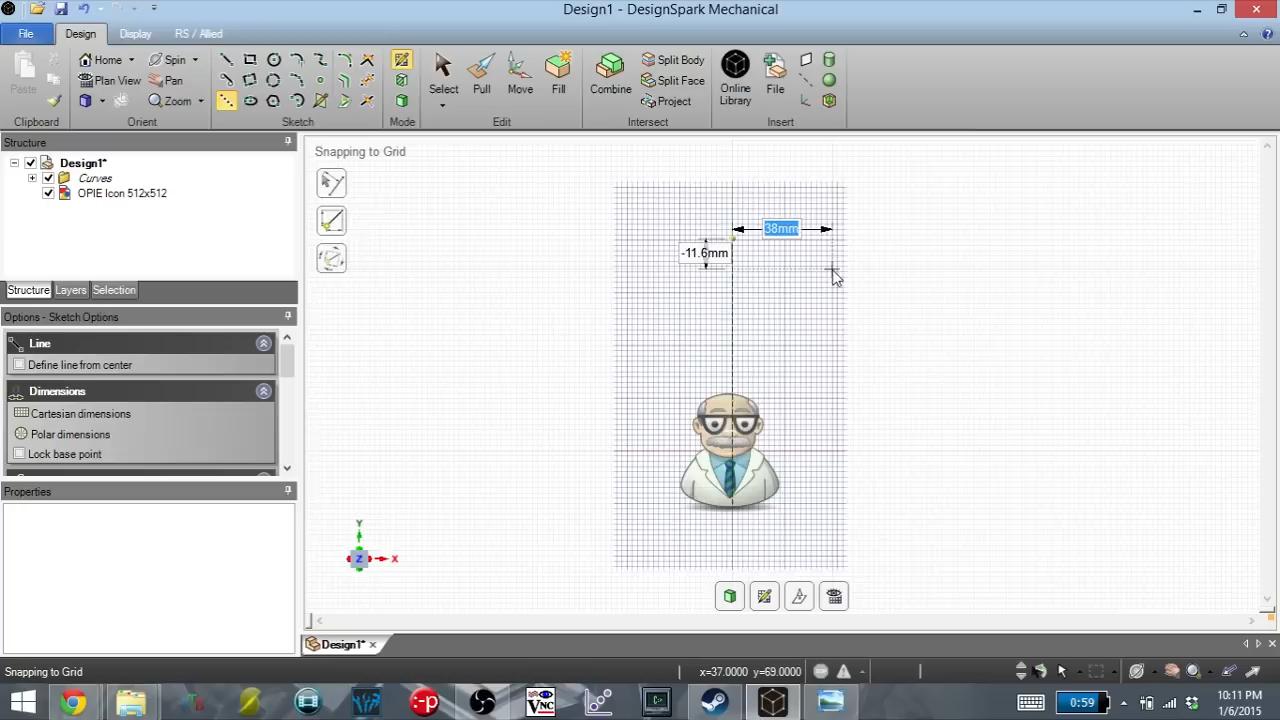 Design1 - DesignSpark Mechanical
File
Design
Display
RS / Allied
Paste
Home
Spin
Plan View
Pan
Zoom
Select
Pull
Move
Fill
Combine
Split Body
Split Face
Project
Online
Library
File
Clipboard
Orient
Sketch
Mode
Edit
Intersect
Insert
Structure
Design1*
Curves
OPIE Icon 512x512
Structure
Layers
Selection
Options - Sketch Options
Line
Define line from center
Dimensions
Cartesian dimensions
Polar dimensions
Lock base point
Properties
Snapping to Grid
38mm
-11.6mm
Y
Z
X
Design1*
Snapping to Grid
x=37.0000 y=69.0000
VNC
0:59
10:11 PM
1/6/2015